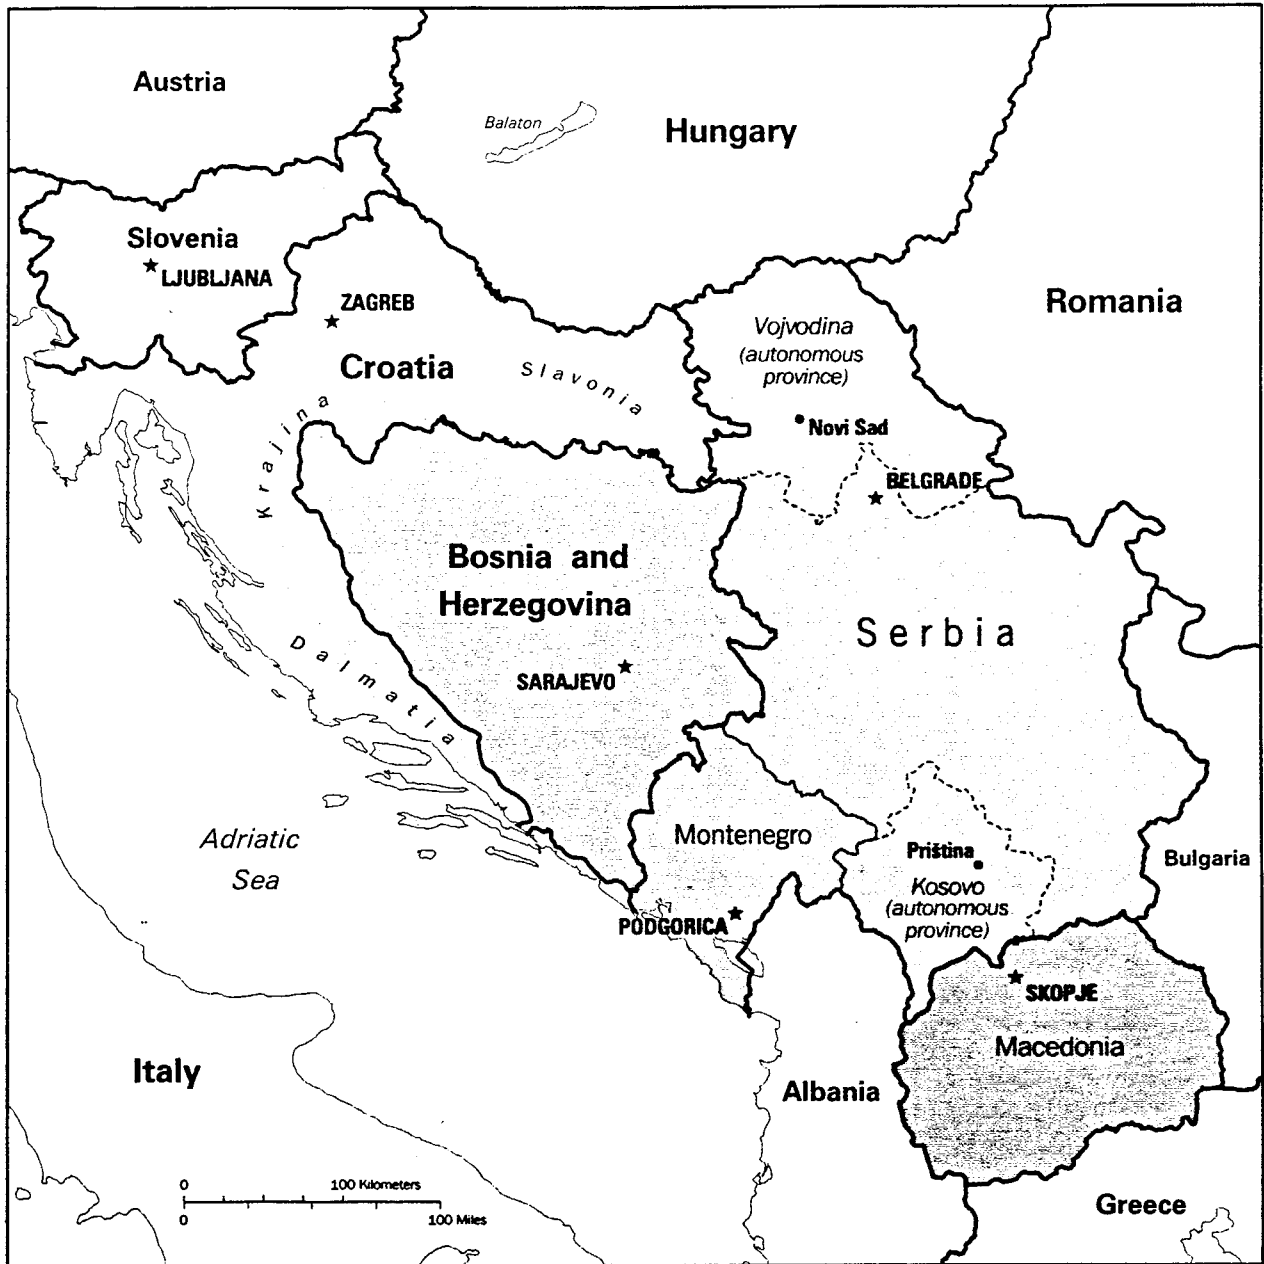 Austria
Balaton
Hungary
Slovenia
LJUBLJANA
ZAGREB
Croatia
Slavonia
Krajina
Romania
Vojvodina
(autonomous
province)
Novi Sad
BELGRADE
Bosnia and
Herzegovina
SARAJEVO
Serbia
Dalmatia
Adriatic
Sea
Montenegro
PODGORICA
Priština
Kosovo
(autonomous
province)
Bulgaria
SKOPJE
Macedonia
Italy
Albania
Greece
0
100 Kilometers
0
100 Miles